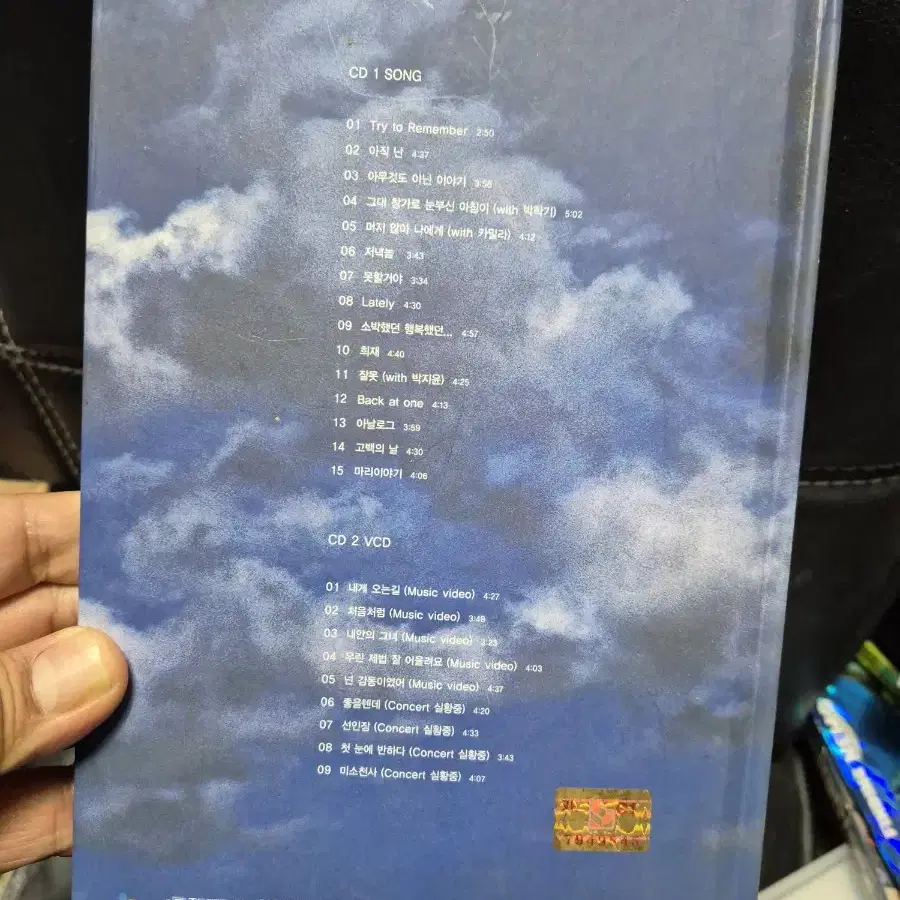 CD 1 SONG
01 Try to Remember 2:50
02 아직 난 4:37
03 아무것도 아닌 이야기 3:56
04 그대 창가로 눈부신 아침이 (with 박학기) 5:02
05 머지 않아 나에게 (with 카밀라) 4:12
06 저녁놀 3:43
07 못할거야 3:34
08 Lately 4:30
09 소박했던 행복했던... 4:57
10 희재 4:40
11 잘못 (with 박지윤) 4:25
12 Back at one 4:13
13 아날로그 3:59
14 고백의 날 4:30
15 마리이야기 4:06
CD 2 VCD
01 내게 오는길 (Music video) 4:27
02 처음처럼 (Music video) 3:48
03 내안의 그녀 (Music video) 3:23
04 우린 제법 잘 어울려요 (Music video) 4:03
05 넌 감동이었어 (Music video) 4:37
06 좋을텐데 (Concert 실황중) 4:20
07 선인장 (Concert 실황중) 4:33
08 첫 눈에 반하다 (Concert 실황중) 3:43
09 미소천사 (Concert 실황중) 4:07